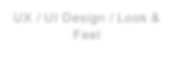 UX / UI Design / Look &
Feel